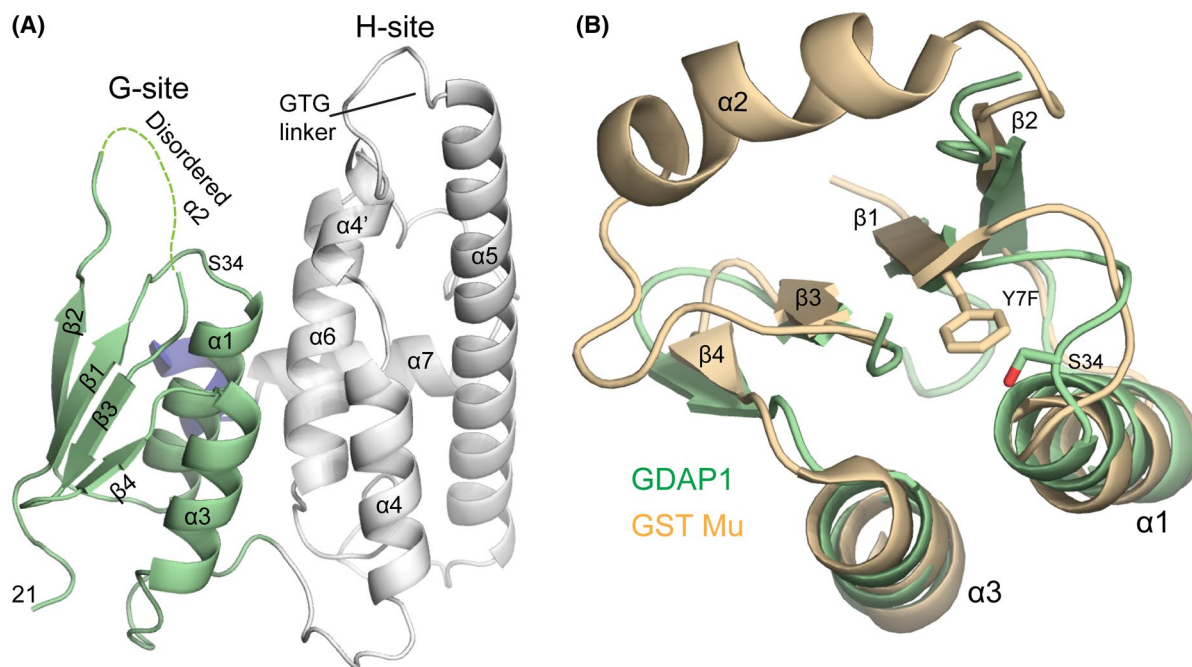 (A)
H-site
G-site
GTG
linker
Disordered
α2
S34
α4’
α5
β2
α1
α6
β1
α7
β3
β4
α3
α4
21
(B)
α2
β2
β1
β3
Y7F
β4
S34
GDAP1
GST Mu
α1
α3